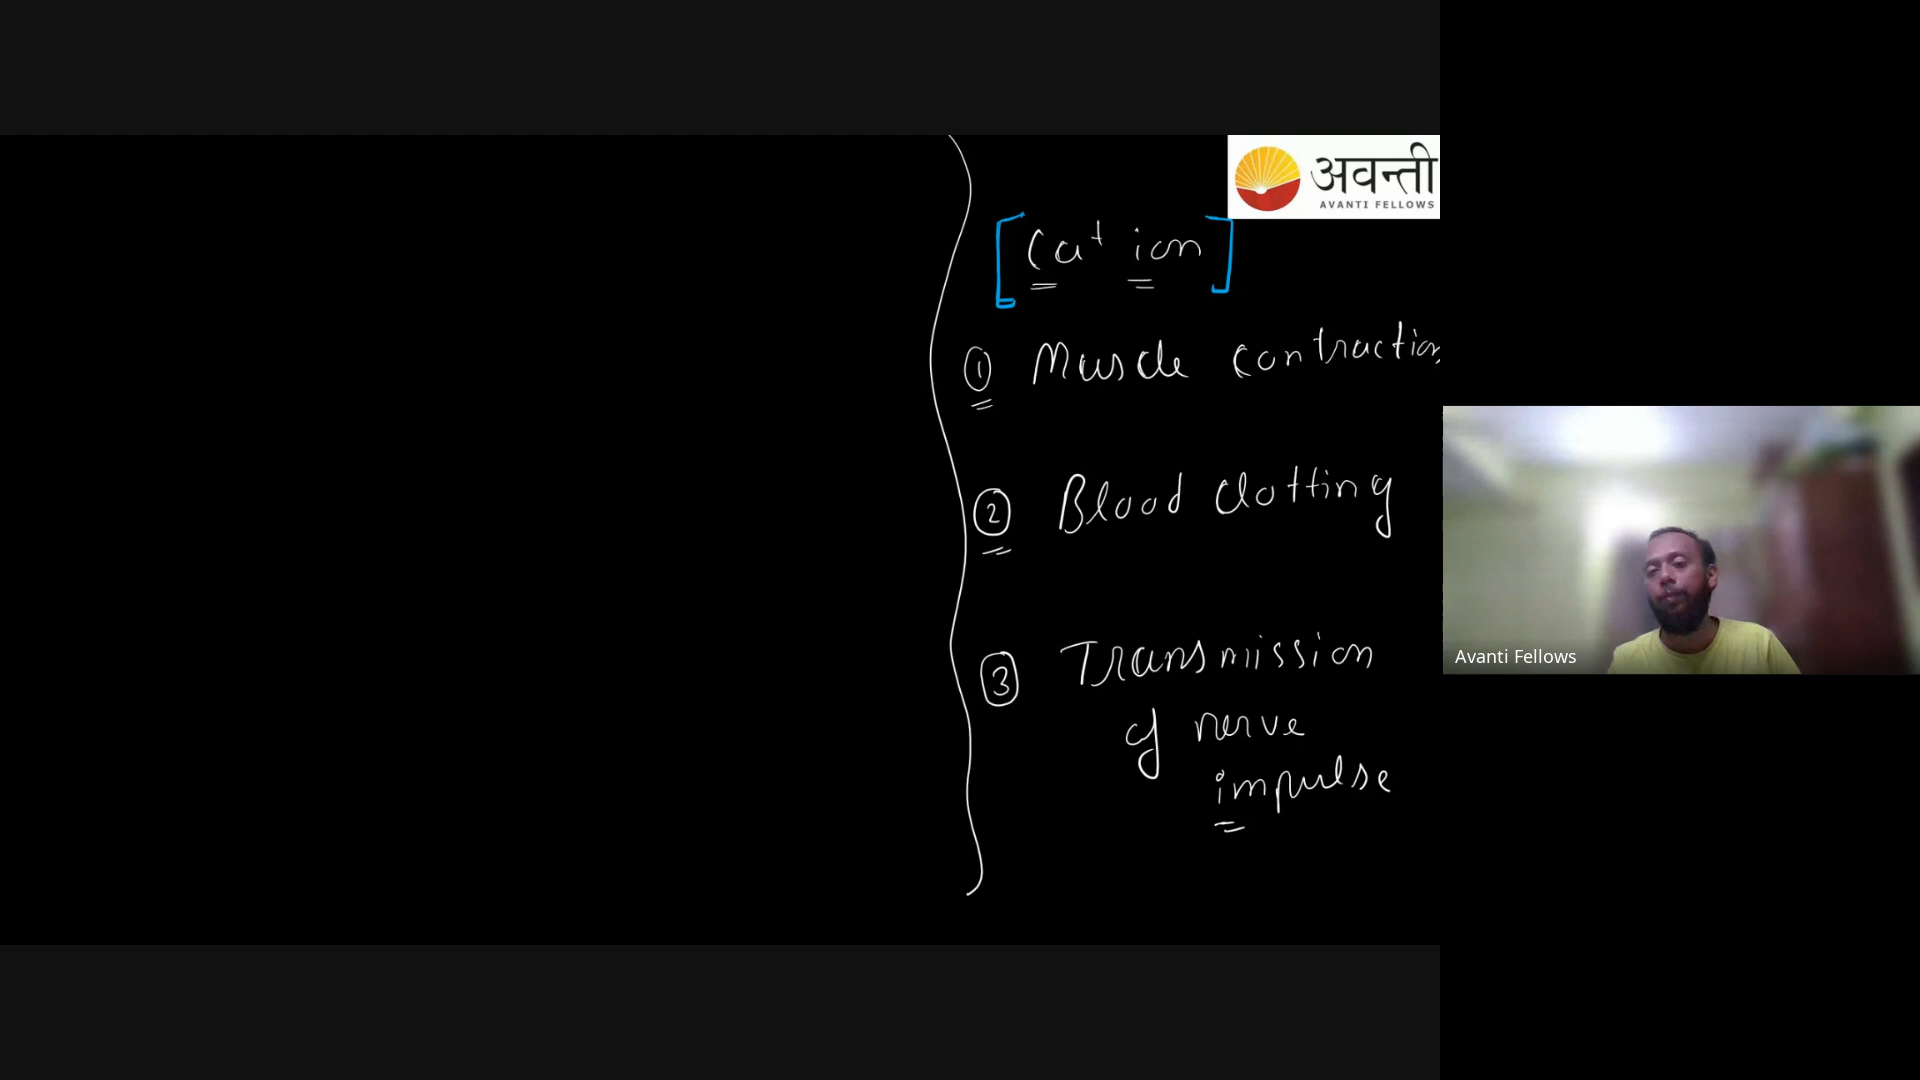 अवन्ती
AVANTI FELLOWS
[Ca⁺ ion]
① Muscle contraction
② Blood clotting
③ Transmission
of nerve
impulse
Avanti Fellows